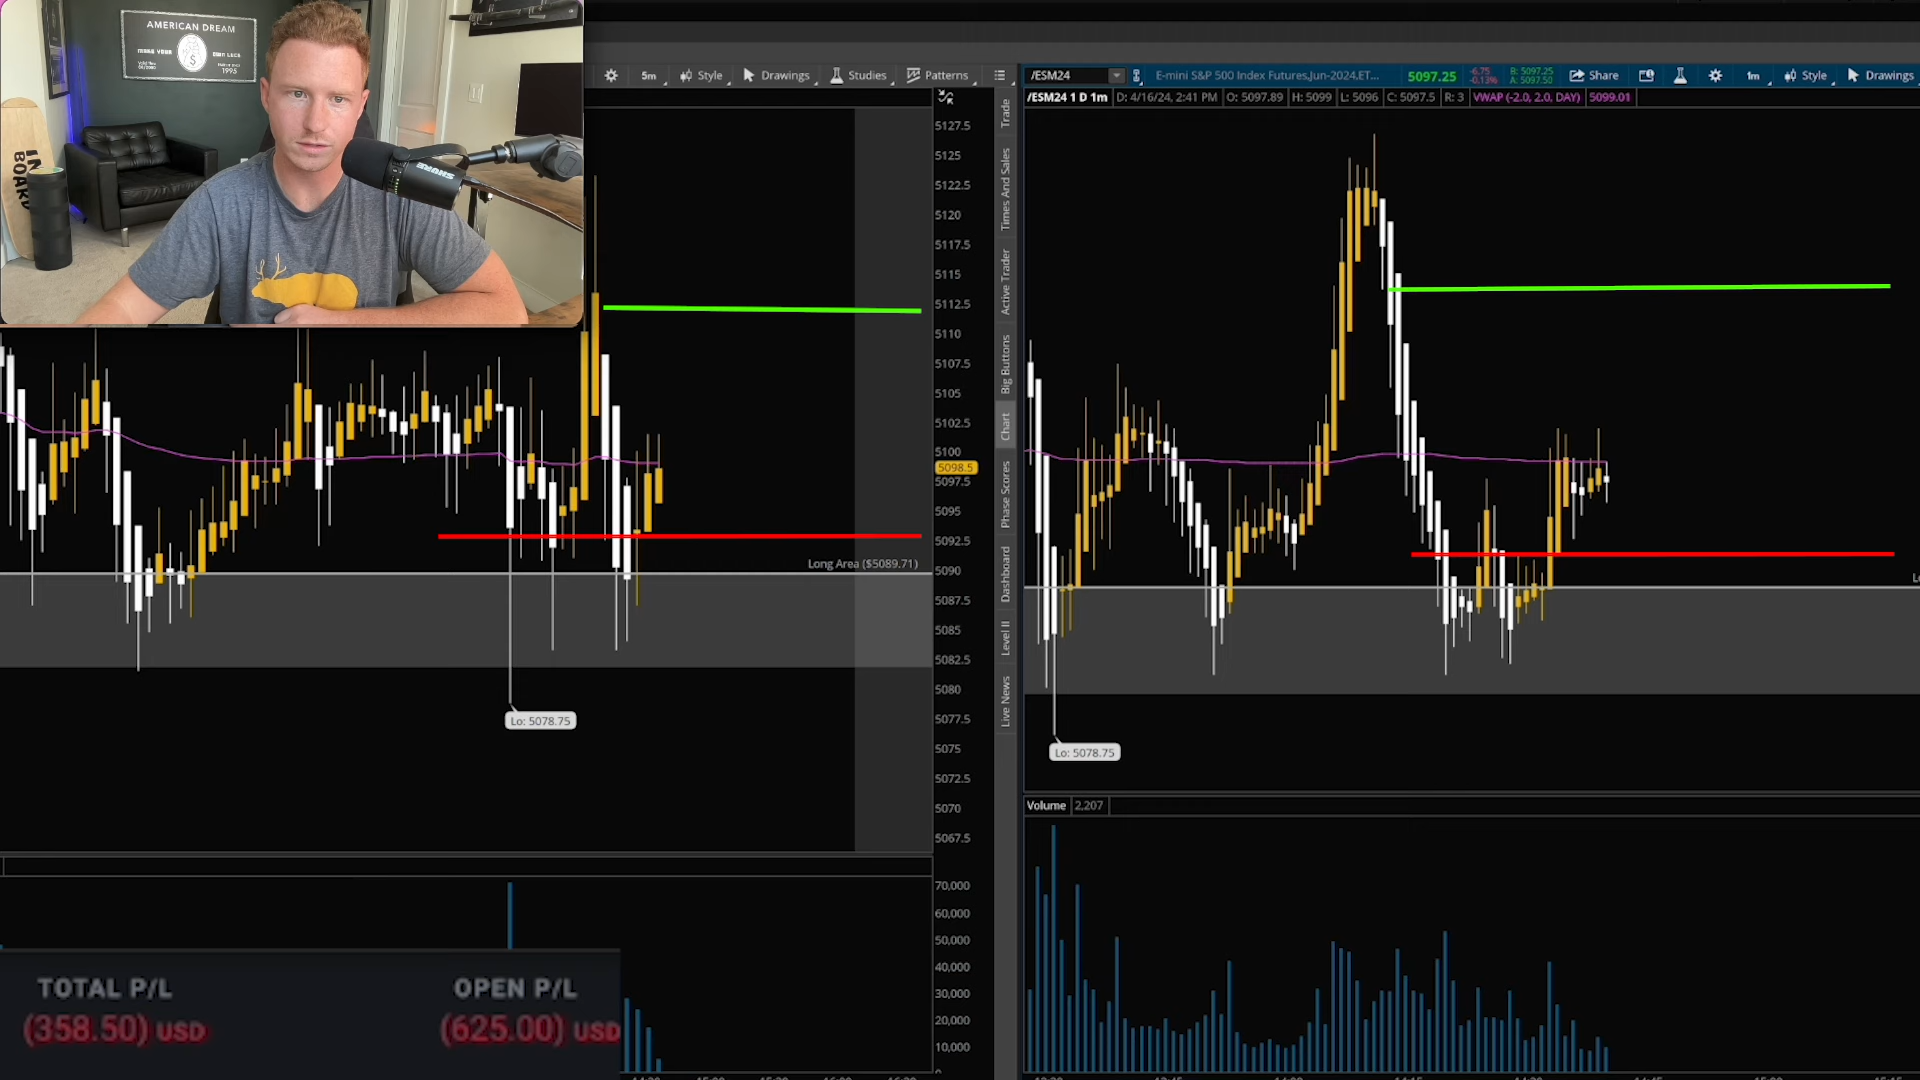 AMERICAN DREAM
1995
SHURE
5m
Style
Drawings
Studies
Patterns
5127.5
5125
5122.5
5120
5117.5
5115
5112.5
5110
5107.5
5105
5102.5
5100
5098.5
5097.5
5095
5092.5
5090
5087.5
5085
5082.5
5080
5077.5
5075
5072.5
5070
5067.5
Long Area ($5089.71)
Lo: 5078.75
70,000
60,000
50,000
40,000
30,000
20,000
10,000
TOTAL P/L
OPEN P/L
(358.50) USD
(625.00) USD
Trade
Times And Sales
Active Trader
Big Buttons
Chart
Phase Scores
Dashboard
Level II
Live News
/ESM24
E-mini S&P 500 Index Futures,Jun-2024,ET...
5097.25
-6.75
-0.13%
B: 5097.25
A: 5097.50
Share
1m
Style
Drawings
/ESM24 1 D 1m
D: 4/16/24, 2:41 PM
O: 5097.89
H: 5099
L: 5096
C: 5097.5
R: 3
VWAP (-2.0, 2.0, DAY)
5099.01
Lo: 5078.75
Volume
2,207